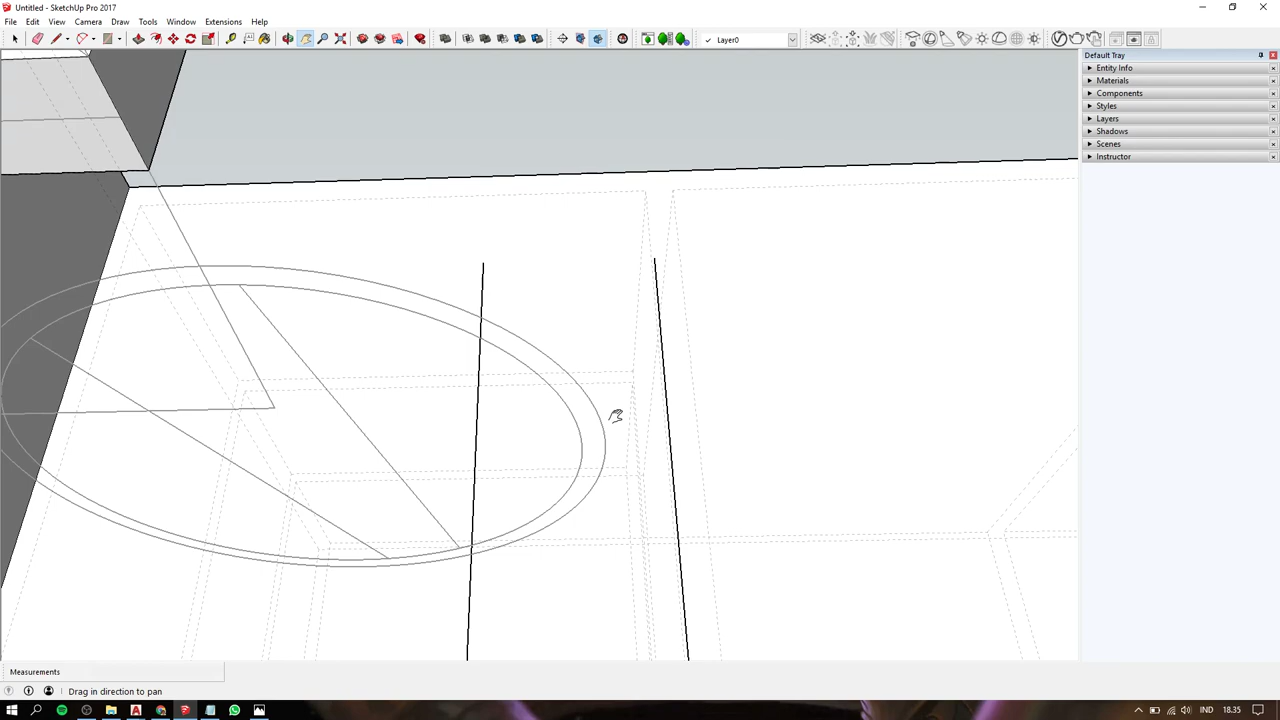 Untitled - SketchUp Pro 2017
File Edit View Camera Draw Tools Window Extensions Help
Layer0
Default Tray
Entity Info
Materials
Components
Styles
Layers
Shadows
Scenes
Instructor
Measurements
Drag in direction to pan
IND 18.35